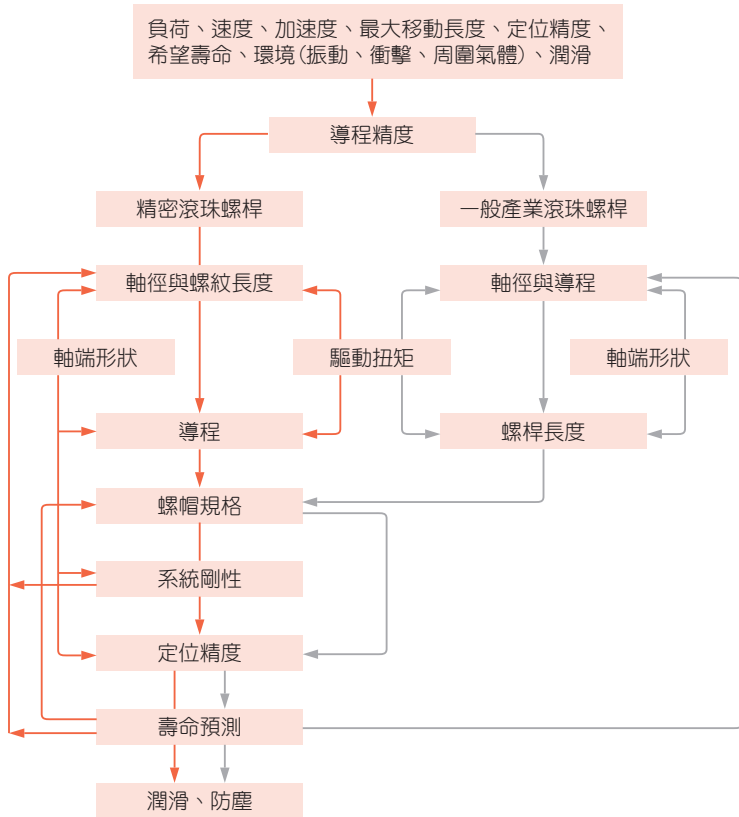 負荷、速度、加速度、最大移動長度、定位精度、
希望壽命、環境(振動、衝擊、周圍氣體)、潤滑
導程精度
精密滾珠螺桿
一般產業滾珠螺桿
軸徑與螺紋長度
軸徑與導程
軸端形狀
驅動扭矩
軸端形狀
導程
螺桿長度
螺帽規格
系統剛性
定位精度
壽命預測
潤滑、防塵